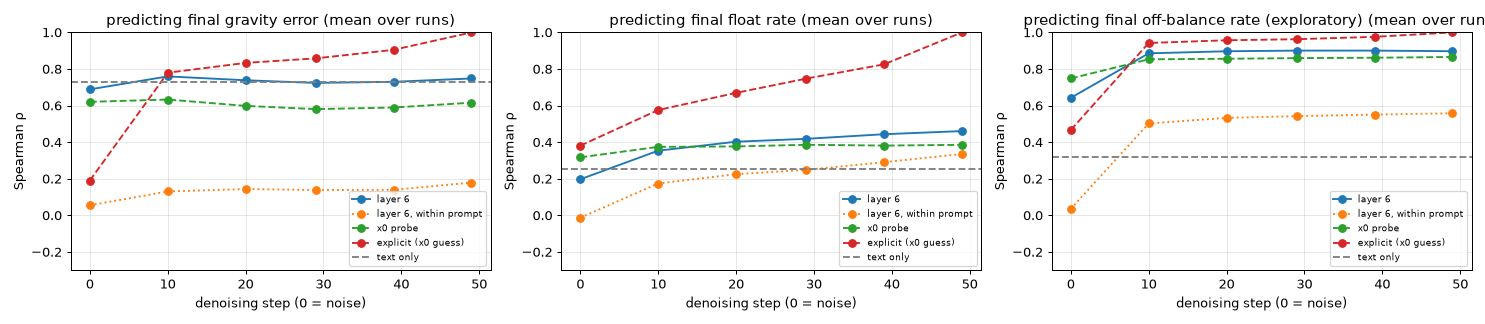 predicting final gravity error (mean over runs)
Spearman ρ
1.0
0.8
0.6
0.4
0.2
0.0
−0.2
0
10
20
30
40
50
denoising step (0 = noise)
layer 6
layer 6, within prompt
x0 probe
explicit (x0 guess)
text only
predicting final float rate (mean over runs)
Spearman ρ
1.0
0.8
0.6
0.4
0.2
0.0
−0.2
0
10
20
30
40
50
denoising step (0 = noise)
layer 6
layer 6, within prompt
x0 probe
explicit (x0 guess)
text only
predicting final off-balance rate (exploratory) (mean over run
Spearman ρ
1.0
0.8
0.6
0.4
0.2
0.0
−0.2
0
10
20
30
40
50
denoising step (0 = noise)
layer 6
layer 6, within prompt
x0 probe
explicit (x0 guess)
text only